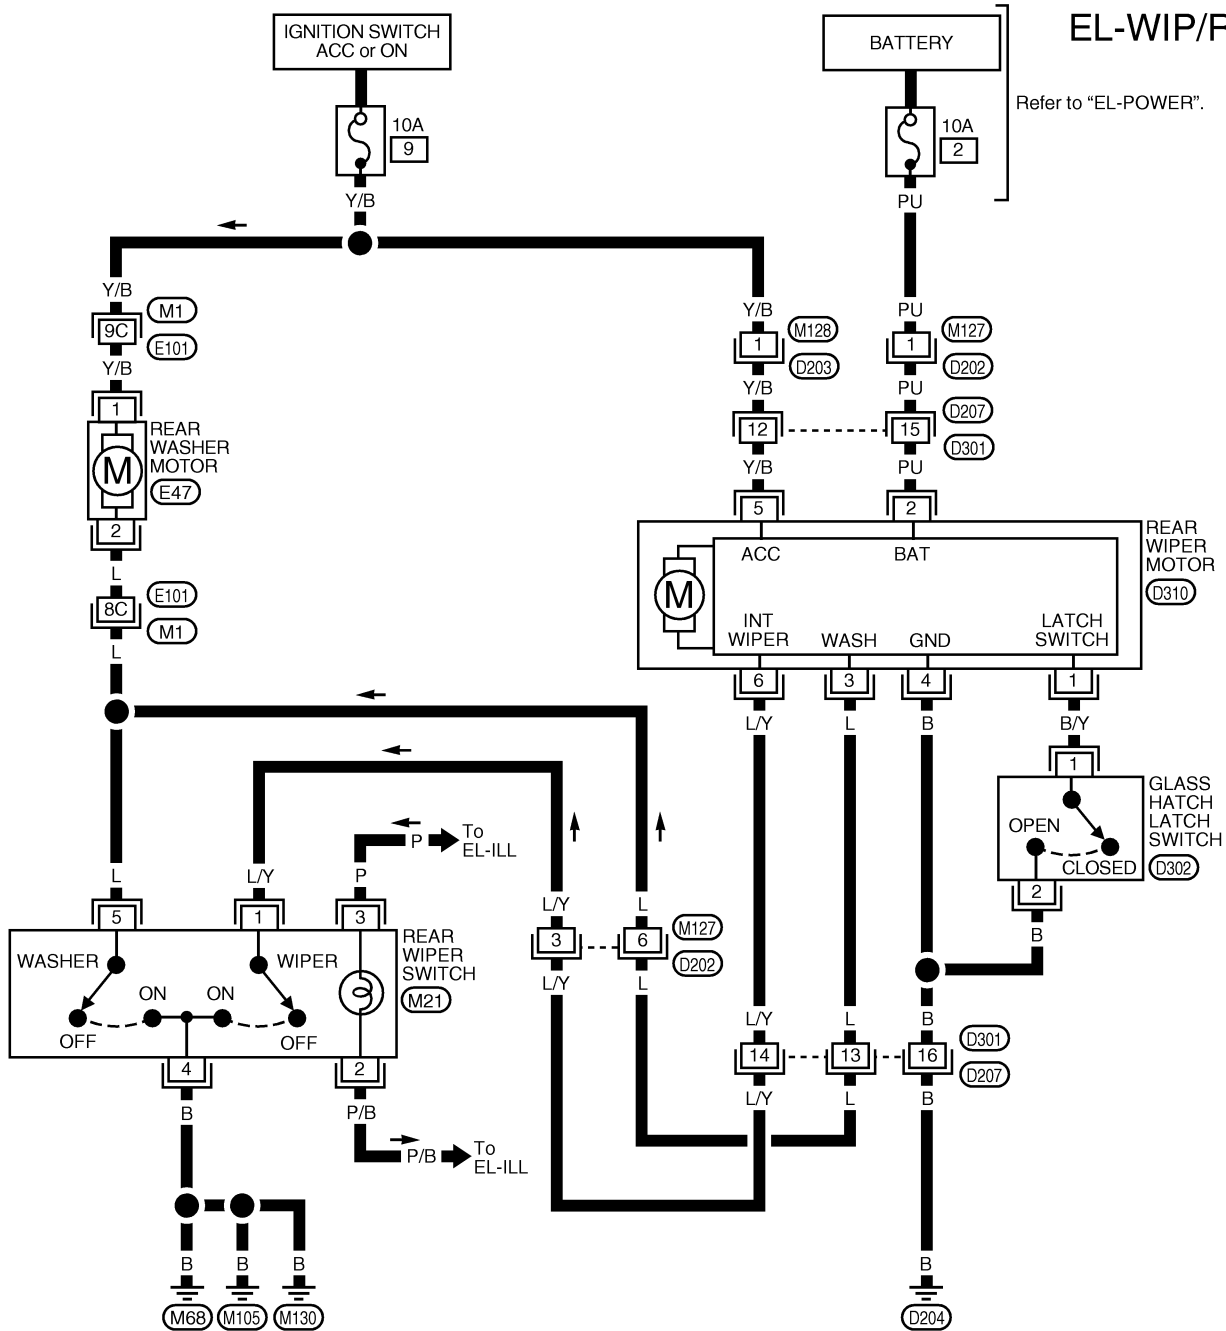 IGNITION SWITCH
ACC or ON
BATTERY
EL-WIP/R
Refer to “EL-POWER”.
10A
9
10A
2
Y/B
PU
Y/B
M1
9C
E101
Y/B
Y/B
PU
M128
M127
1
1
D203
D202
Y/B
PU
D207
12
15
D301
Y/B
PU
1
REAR
WASHER
MOTOR
M
E47
2
L
E101
8C
M1
L
5
2
REAR
WIPER
MOTOR
D310
ACC
BAT
M
INT
WIPER
WASH
GND
LATCH
SWITCH
6
3
4
1
L/Y
L
B
B/Y
1
GLASS
HATCH
LATCH
SWITCH
D302
OPEN
CLOSED
2
B
To
EL-ILL
P
P
L
L/Y
L/Y
L
5
1
3
REAR
WIPER
SWITCH
M21
WASHER
WIPER
ON
ON
OFF
OFF
4
2
3
6
M127
D202
L/Y
L
L/Y
L
B
D301
14
13
16
D207
L/Y
L
B
B
P/B
P/B
To
EL-ILL
B
B
B
B
M68
M105
M130
D204